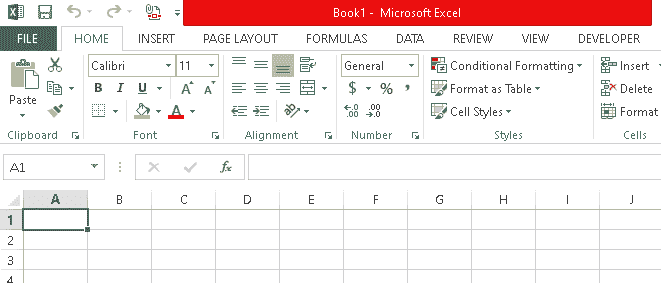 Book1 - Microsoft Excel
FILE HOME INSERT PAGE LAYOUT FORMULAS DATA REVIEW VIEW DEVELOPER
Calibri 11 General Conditional Formatting Insert
Paste B I U A A $ % , Format as Table Delete
A .00 Cell Styles Format
Clipboard Font Alignment Number Styles Cells
A1 fx
A B C D E F G H I J
1
2
3
4